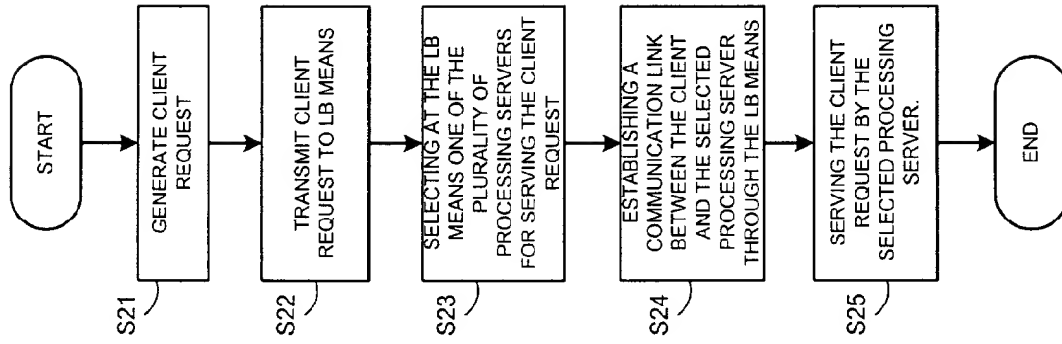 START
S21
GENERATE CLIENT
REQUEST
S22
TRANSMIT CLIENT
REQUEST TO LB MEANS
S23
SELECTING AT THE LB
MEANS ONE OF THE
PLURALITY OF
PROCESSING SERVERS
FOR SERVING THE CLIENT
REQUEST
S24
ESTABLISHING A
COMMUNICATION LINK
BETWEEN THE CLIENT
AND THE SELECTED
PROCESSING SERVER
THROUGH THE LB MEANS
S25
SERVING THE CLIENT
REQUEST BY THE
SELECTED PROCESSING
SERVER.
END